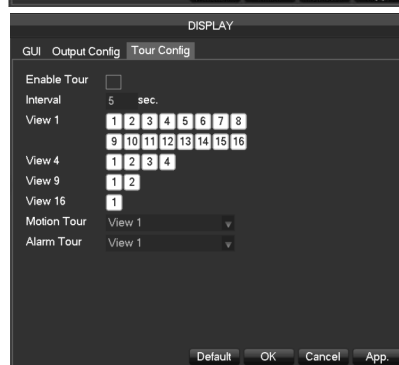 DISPLAY
GUI Output Config Tour Config
Enable Tour
Interval 5 sec.
View 1 1 2 3 4 5 6 7 8
9 10 11 12 13 14 15 16
View 4 1 2 3 4
View 9 1 2
View 16 1
Motion Tour View 1
Alarm Tour View 1
Default OK Cancel App.